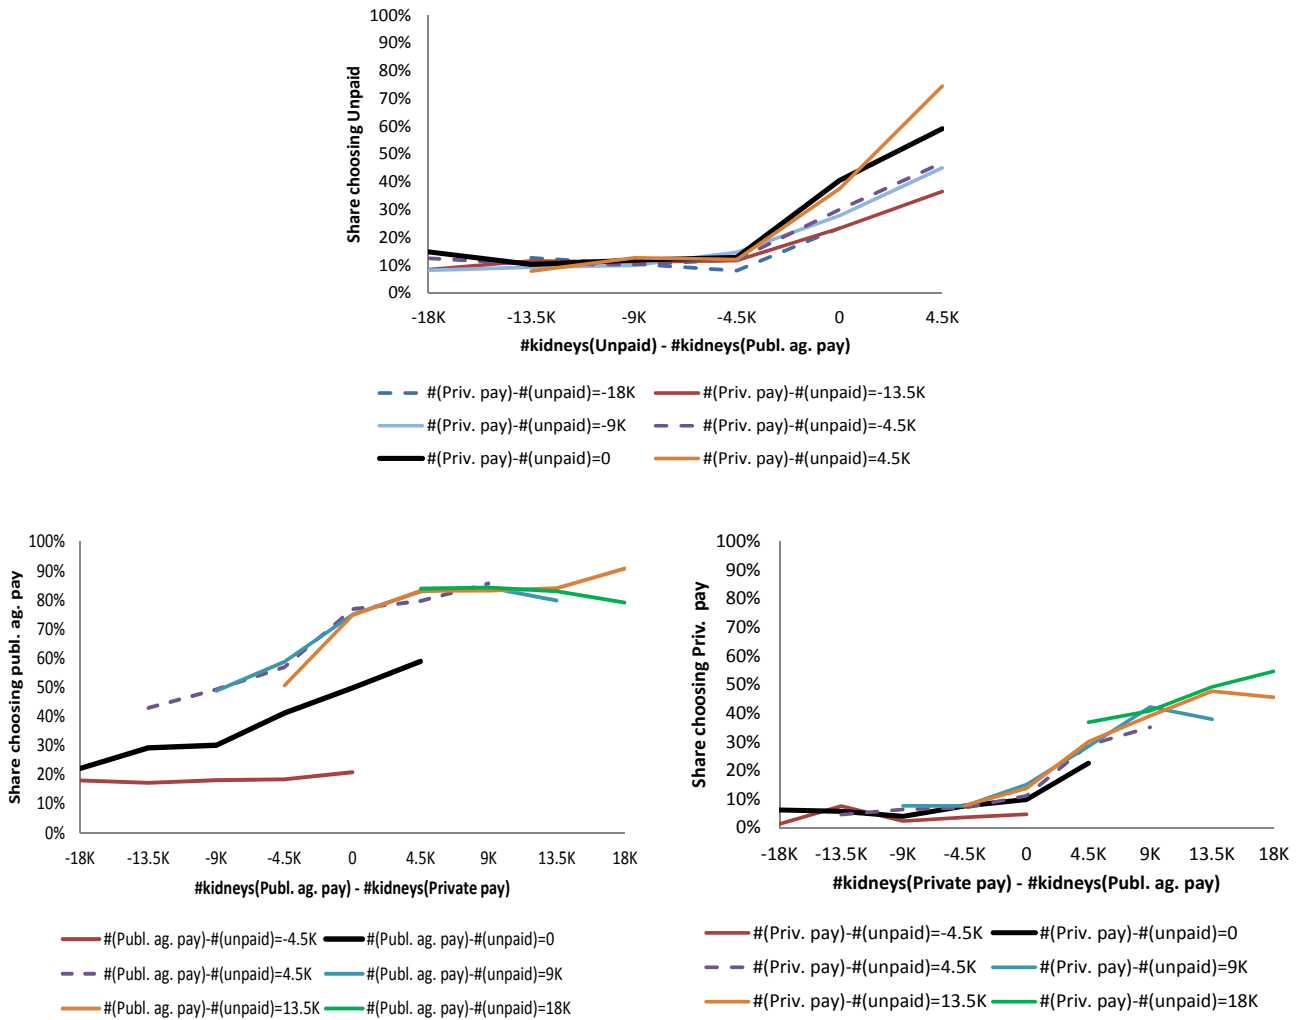 100%
90%
80%
70%
60%
50%
40%
30%
20%
10%
0%
Share choosing Unpaid
-18K -13.5K -9K -4.5K 0 4.5K
#kidneys(Unpaid) - #kidneys(Publ. ag. pay)
#(Priv. pay)-#(unpaid)=-18K #(Priv. pay)-#(unpaid)=-13.5K
#(Priv. pay)-#(unpaid)=-9K #(Priv. pay)-#(unpaid)=-4.5K
#(Priv. pay)-#(unpaid)=0 #(Priv. pay)-#(unpaid)=4.5K
100%
90%
80%
70%
60%
50%
40%
30%
20%
10%
0%
Share choosing publ. ag. pay
-18K -13.5K -9K -4.5K 0 4.5K 9K 13.5K 18K
#kidneys(Publ. ag. pay) - #kidneys(Private pay)
#(Publ. ag. pay)-#(unpaid)=-4.5K #(Publ. ag. pay)-#(unpaid)=0
#(Publ. ag. pay)-#(unpaid)=4.5K #(Publ. ag. pay)-#(unpaid)=9K
#(Publ. ag. pay)-#(unpaid)=13.5K #(Publ. ag. pay)-#(unpaid)=18K
100%
90%
80%
70%
60%
50%
40%
30%
20%
10%
0%
Share choosing Priv. pay
-18K -13.5K -9K -4.5K 0 4.5K 9K 13.5K 18K
#kidneys(Private pay) - #kidneys(Publ. ag. pay)
#(Priv. pay)-#(unpaid)=-4.5K #(Priv. pay)-#(unpaid)=0
#(Priv. pay)-#(unpaid)=4.5K #(Priv. pay)-#(unpaid)=9K
#(Priv. pay)-#(unpaid)=13.5K #(Priv. pay)-#(unpaid)=18K